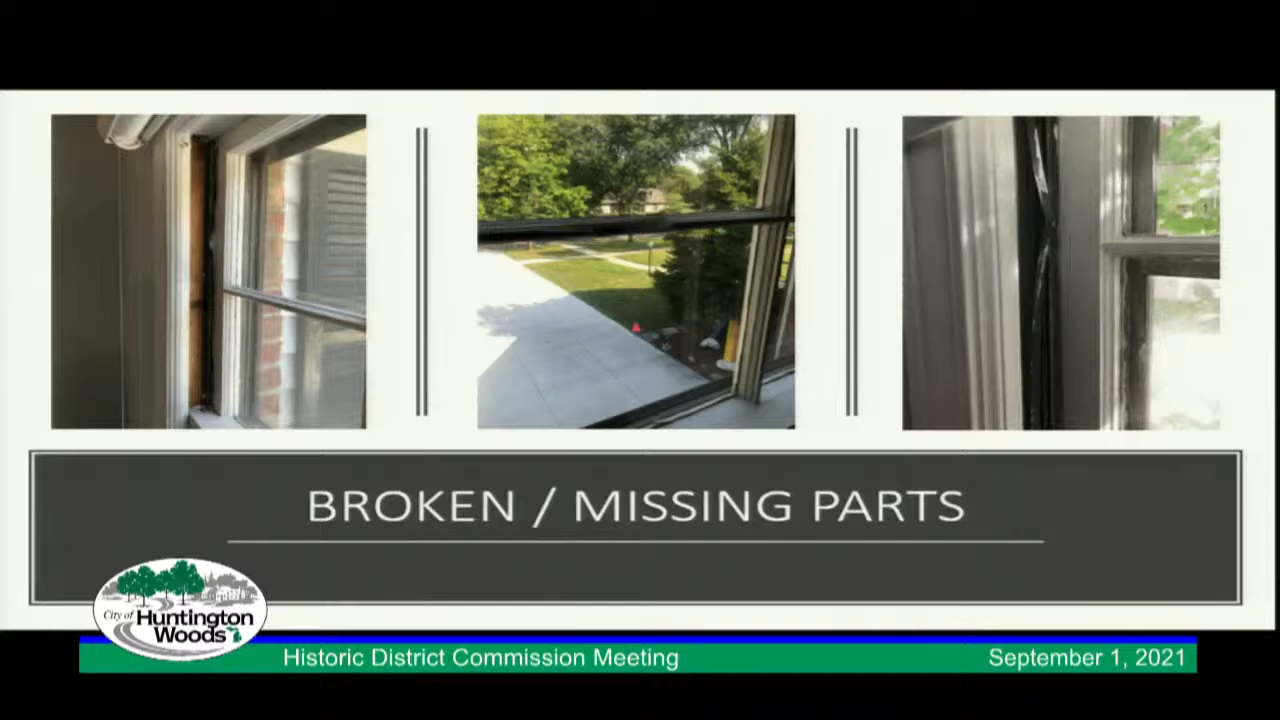 BROKEN / MISSING PARTS
City of
Huntington
Woods
Historic District Commission Meeting
September 1, 2021